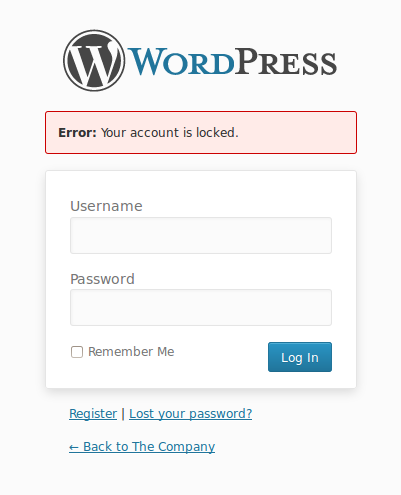 WORDPRESS
Error: Your account is locked.
Username
Password
Remember Me
Log In
Register | Lost your password?
← Back to The Company